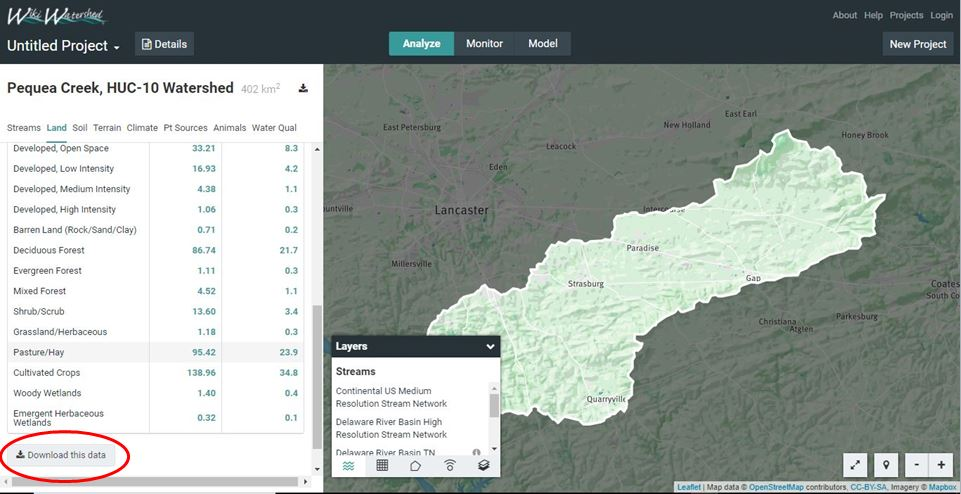 Wiki Watershed
About Help Projects Login
Untitled Project
Details
Analyze Monitor Model
New Project
Pequea Creek, HUC-10 Watershed 402 km²
Streams Land Soil Terrain Climate Pt Sources Animals Water Qual
Developed, Open Space 33.21 8.3
Developed, Low Intensity 16.93 4.2
Developed, Medium Intensity 4.38 1.1
Developed, High Intensity 1.06 0.3
Barren Land (Rock/Sand/Clay) 0.71 0.2
Deciduous Forest 86.74 21.7
Evergreen Forest 1.11 0.3
Mixed Forest 4.52 1.1
Shrub/Scrub 13.60 3.4
Grassland/Herbaceous 1.18 0.3
Pasture/Hay 95.42 23.9
Cultivated Crops 138.96 34.8
Woody Wetlands 1.40 0.4
Emergent Herbaceous
Wetlands 0.32 0.1
Download this data
East Petersburg
Leacock
New Holland
East Earl
Honey Brook
Eden
ountville
Lancaster
Intercourse
Millersville
Paradise
Strasburg
Gap
Coates
South Co
Christiana
Atglen
Parkesburg
Quarryville
Layers
Streams
Continental US Medium
Resolution Stream Network
Delaware River Basin High
Resolution Stream Network
Delaware River Basin TN
- +
Leaflet | Map data © OpenStreetMap contributors, CC-BY-SA, Imagery © Mapbox